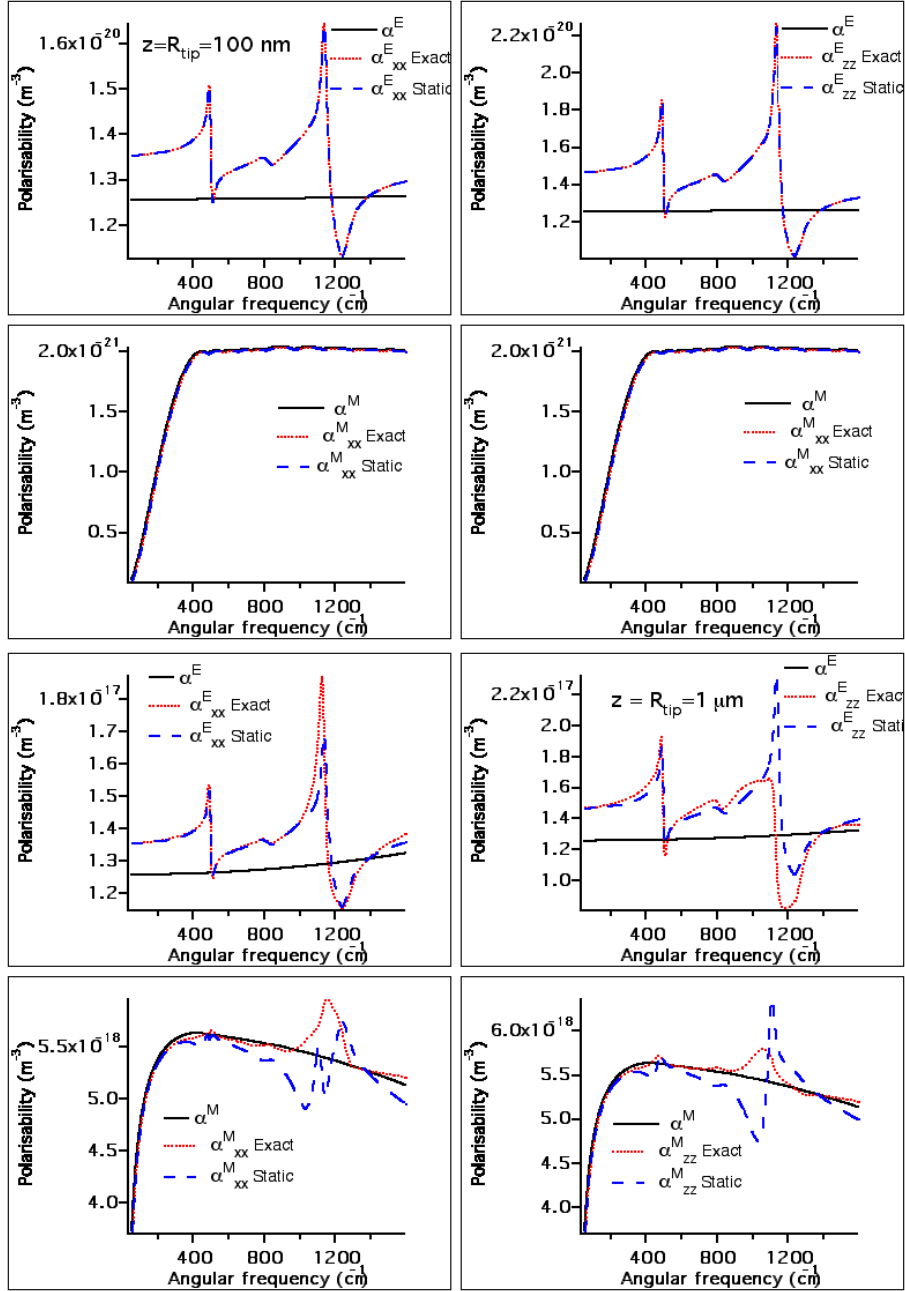 1.6x10⁻²⁰
z=R_tip=100 nm
α^E
α^E_xx Exact
α^E_xx Static
1.5
1.4
1.3
1.2
Polarisability (m⁻³)
400 800 1200
Angular frequency (cm⁻¹)
2.2x10⁻²⁰
α^E
α^E_zz Exact
α^E_zz Static
2.0
1.8
1.6
1.4
1.2
Polarisability (m⁻³)
400 800 1200
Angular frequency (cm⁻¹)
2.0x10⁻²¹
1.5
1.0
0.5
α^M
α^M_xx Exact
α^M_xx Static
Polarisability (m⁻³)
400 800 1200
Angular frequency (cm⁻¹)
2.0x10⁻²¹
1.5
1.0
0.5
α^M
α^M_xx Exact
α^M_xx Static
Polarisability (m⁻³)
400 800 1200
Angular frequency (cm⁻¹)
1.8x10⁻¹⁷
α^E
α^E_xx Exact
α^E_xx Static
1.7
1.6
1.5
1.4
1.3
1.2
Polarisability (m⁻³)
400 800 1200
Angular frequency (cm⁻¹)
2.2x10⁻¹⁷
z = R_tip=1 μm
α^E
α^E_zz Exact
α^E_zz Stati
2.0
1.8
1.6
1.4
1.2
1.0
Polarisability (m⁻³)
400 800 1200
Angular frequency (cm⁻¹)
5.5x10⁻¹⁸
5.0
4.5
4.0
α^M
α^M_xx Exact
α^M_xx Static
Polarisability (m⁻³)
400 800 1200
Angular frequency (cm⁻¹)
6.0x10⁻¹⁸
5.5
5.0
4.5
4.0
α^M
α^M_zz Exact
α^M_zz Static
Polarisability (m⁻³)
400 800 1200
Angular frequency (cm⁻¹)